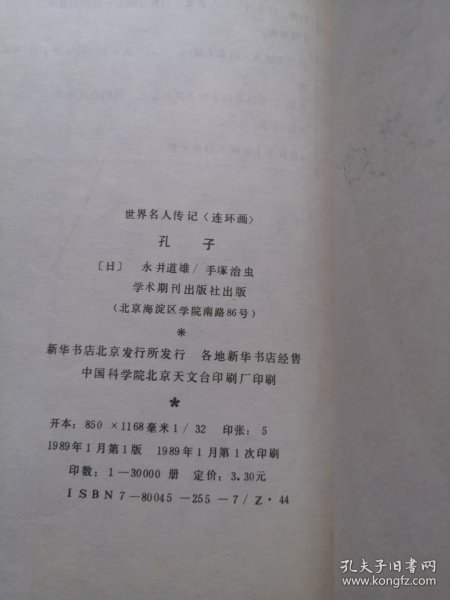 世界名人传记〈连环画〉
孔 子
〔日〕 永井道雄/手塚治虫
学术期刊出版社出版
(北京海淀区学院南路86号)
*
新华书店北京发行所发行 各地新华书店经售
中国科学院北京天文台印刷厂印刷
*
开本:850×1168毫米1/32 印张:5
1989年1月第1版 1989年1月第1次印刷
印数:1—30000 册 定价:3.30元
ISBN7-80045-255-7/Z·44
孔夫子旧书网
www.kongfz.com